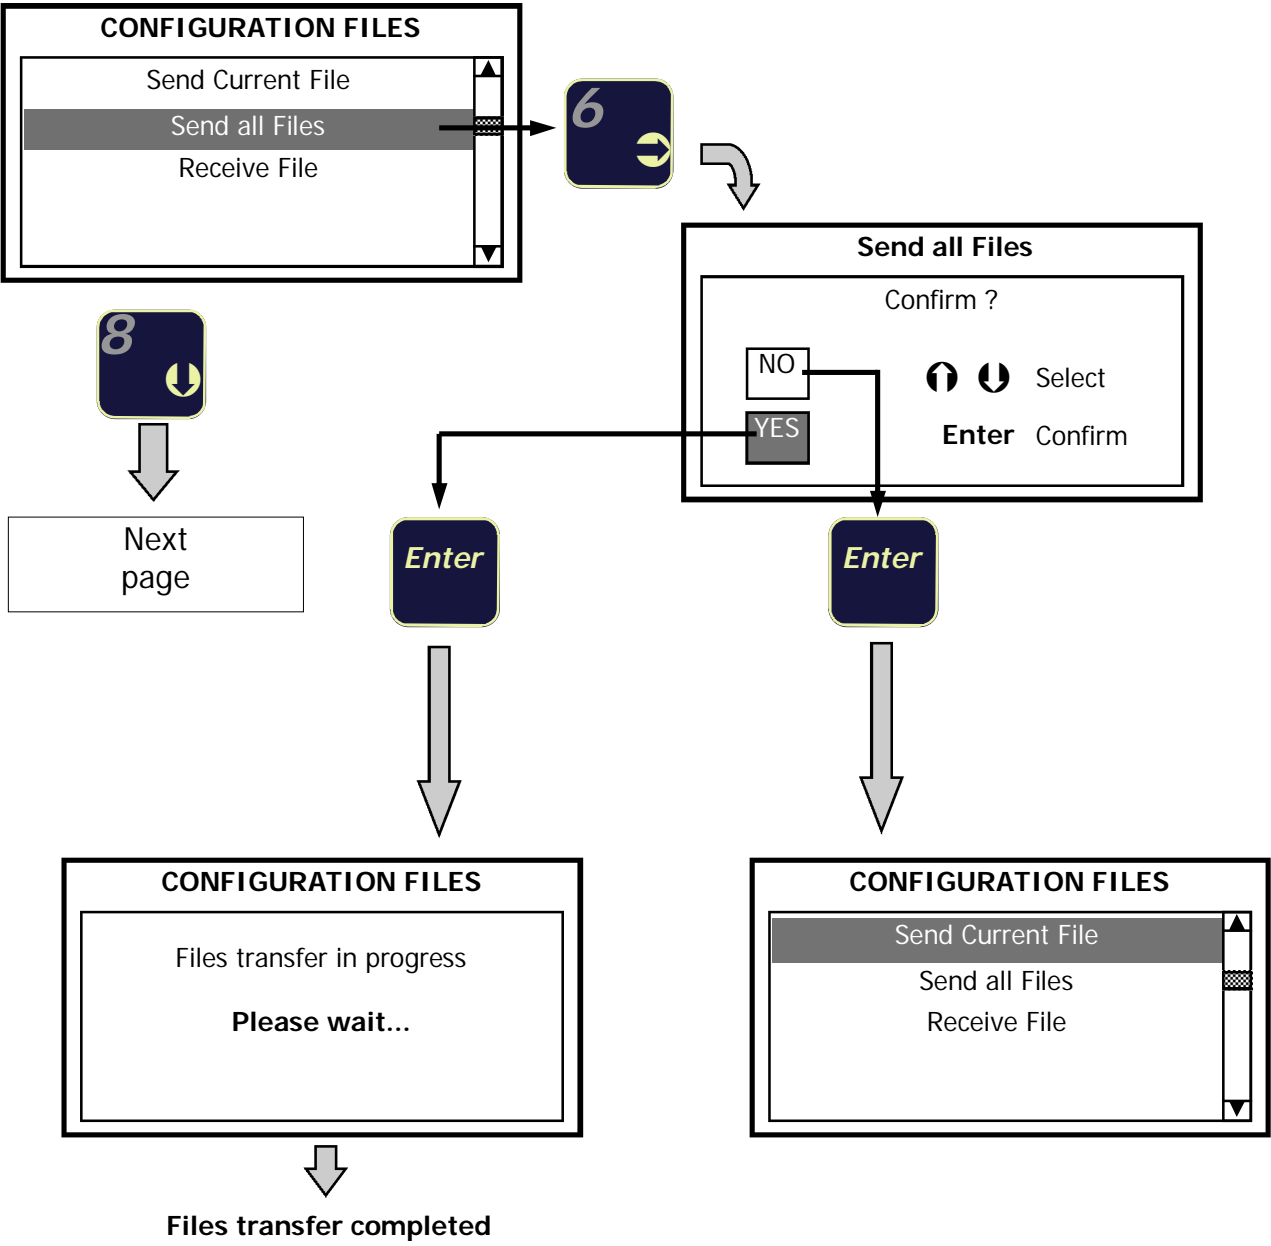 CONFIGURATION FILES
Send Current File
Send all Files
Receive File
6
8
Next
page
Send all Files
Confirm ?
NO
Select
YES
Enter Confirm
Enter
Enter
CONFIGURATION FILES
Files transfer in progress
Please wait...
Files transfer completed
CONFIGURATION FILES
Send Current File
Send all Files
Receive File